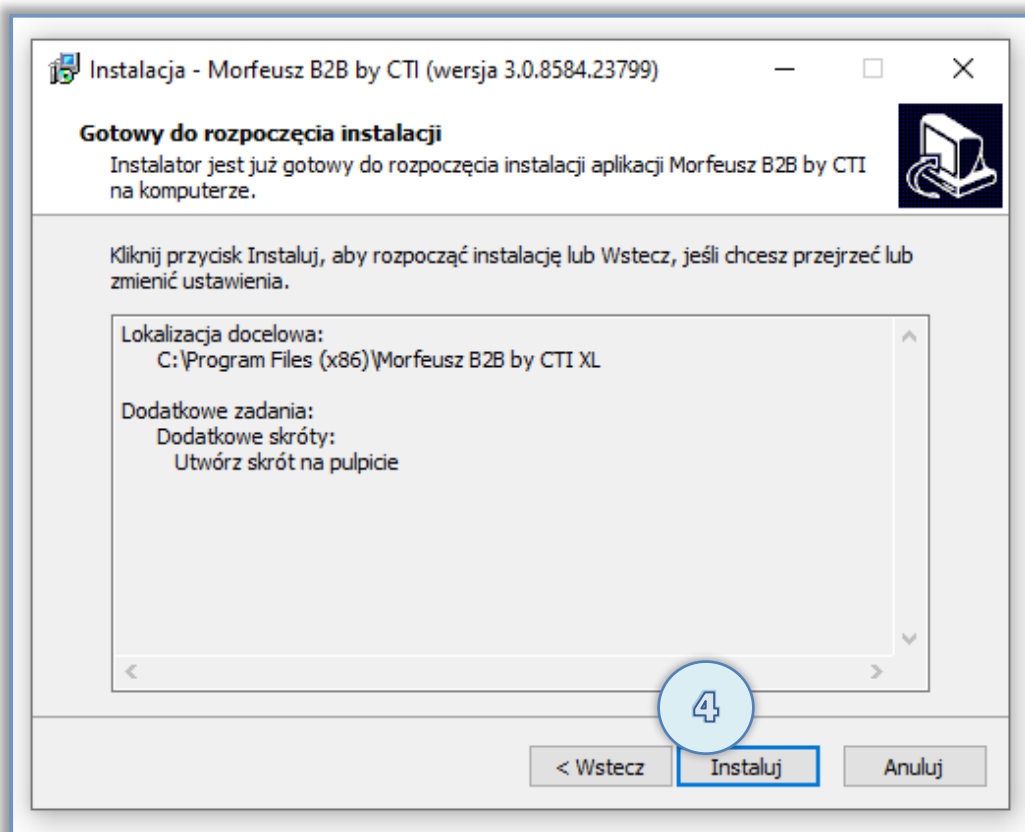 Instalacja - Morfeusz B2B by CTI (wersja 3.0.8584.23799)
Gotowy do rozpoczęcia instalacji
Instalator jest już gotowy do rozpoczęcia instalacji aplikacji Morfeusz B2B by CTI
na komputerze.
Kliknij przycisk Instaluj, aby rozpocząć instalację lub Wstecz, jeśli chcesz przejrzeć lub
zmienić ustawienia.
Lokalizacja docelowa:
C:\Program Files (x86)\Morfeusz B2B by CTI XL
Dodatkowe zadania:
Dodatkowe skróty:
Utwórz skrót na pulpicie
4
< Wstecz
Instaluj
Anuluj